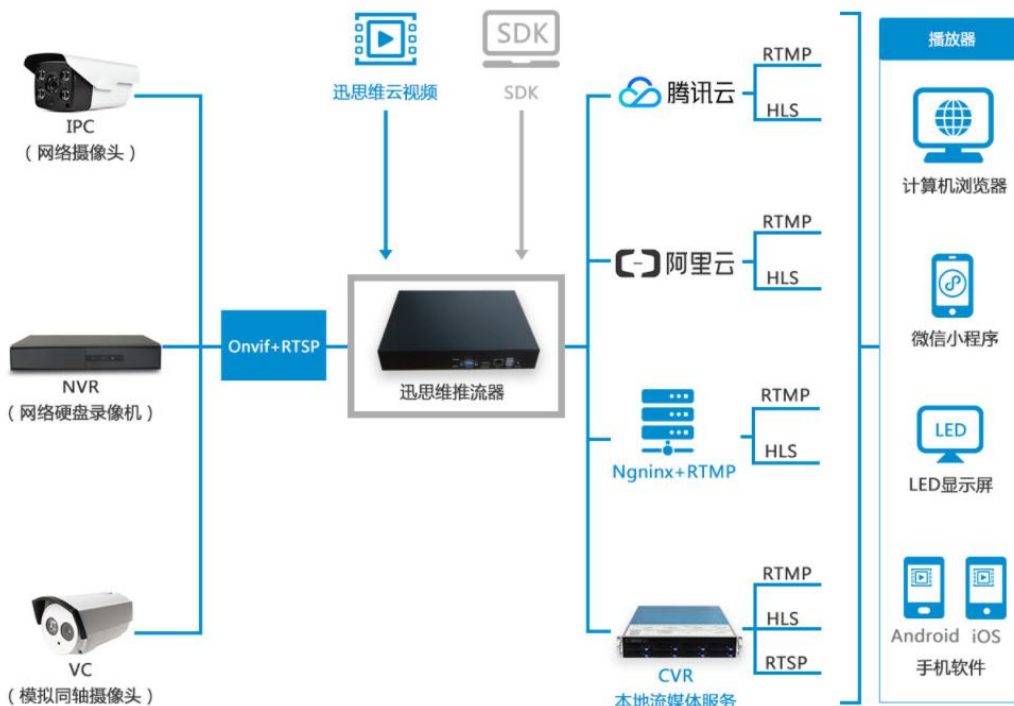 IPC
(网络摄像头)
NVR
(网络硬盘录像机)
VC
(模拟同轴摄像头)
Onvif+RTSP
迅思维云视频
SDK
SDK
迅思维推流器
腾讯云
RTMP
HLS
阿里云
RTMP
HLS
Ngninx+RTMP
RTMP
HLS
CVR
本地流媒体服务
RTMP
HLS
RTSP
播放器
计算机浏览器
微信小程序
LED
LED显示屏
Android
iOS
手机软件